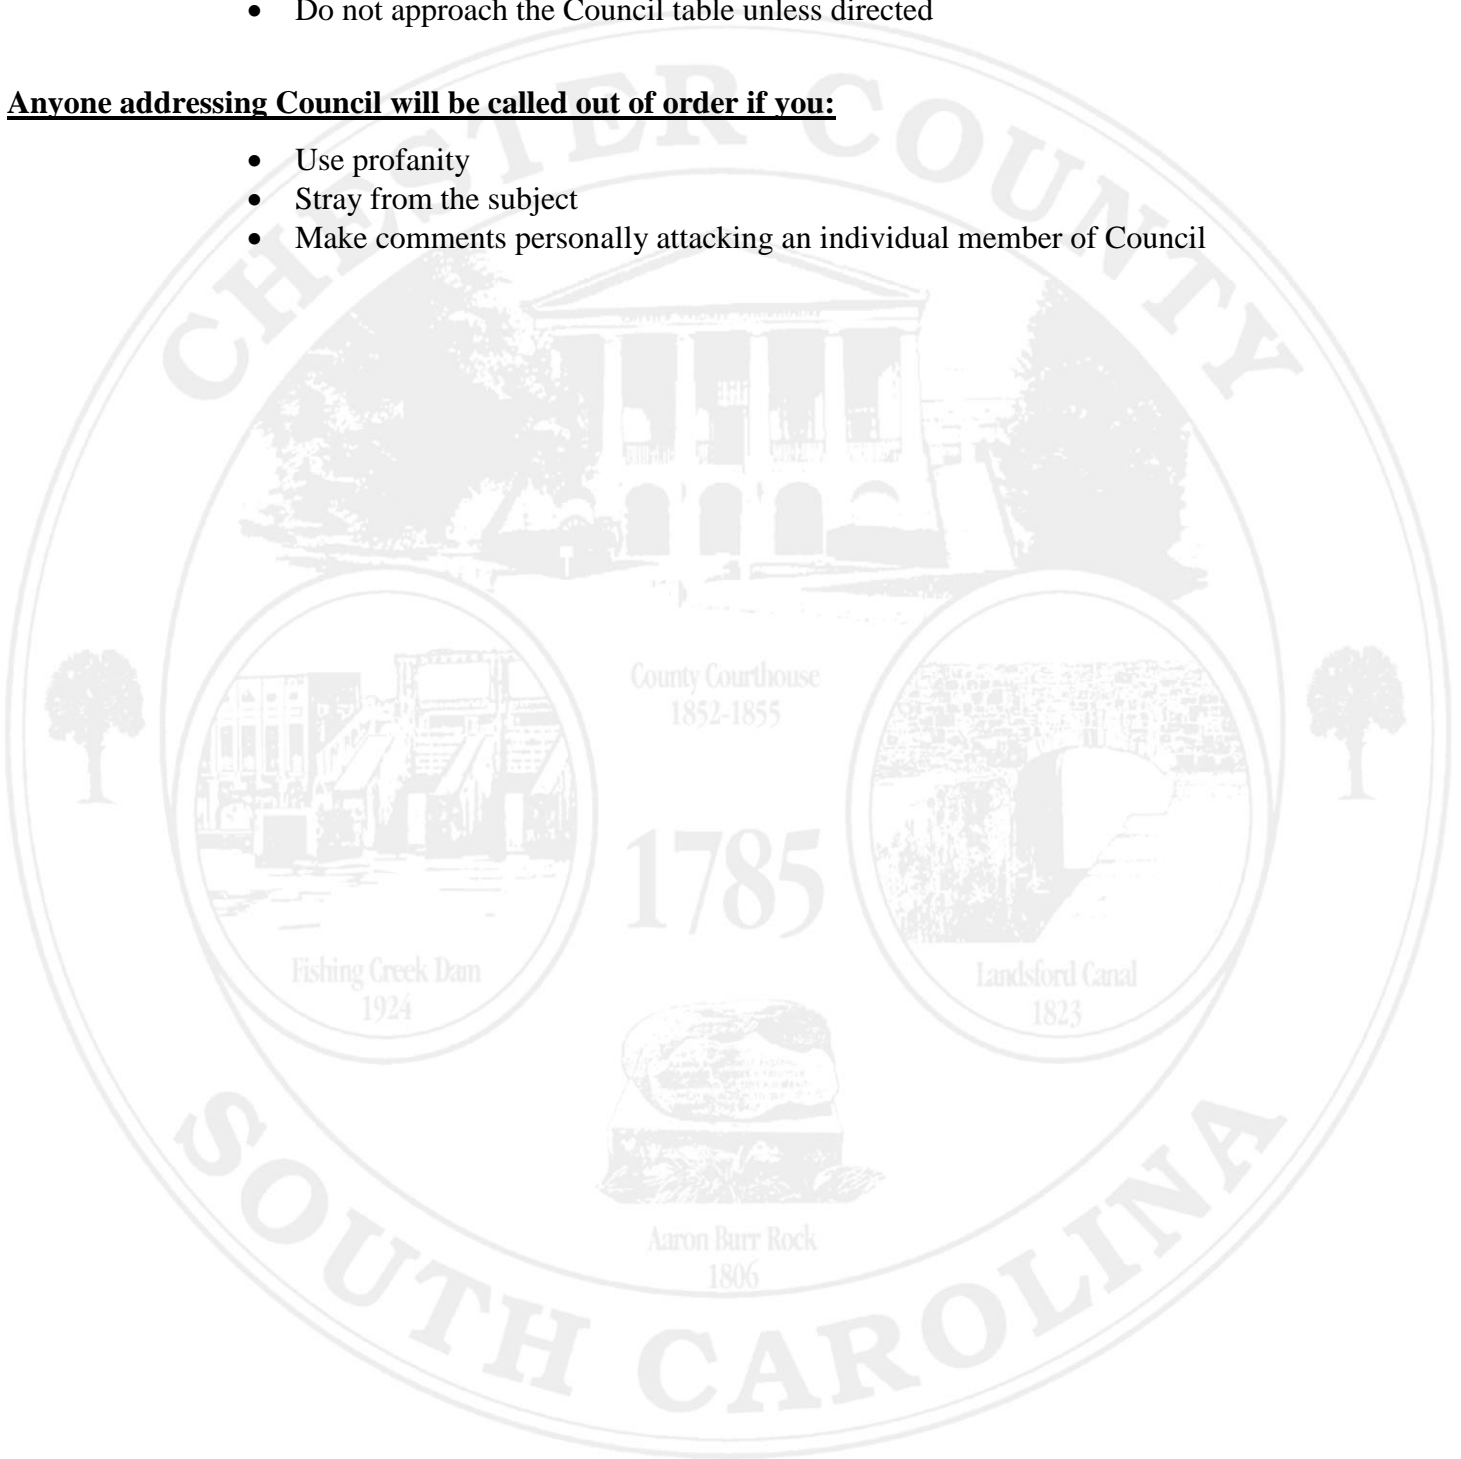 • Do not approach the Council table unless directed
Anyone addressing Council will be called out of order if you:
• Use profanity
• Stray from the subject
• Make comments personally attacking an individual member of Council
CHESTER COUNTY
County Courthouse
1852-1855
1785
Fishing Creek Dam
1924
Landsford Canal
1823
Aaron Burr Rock
1806
SOUTH CAROLINA